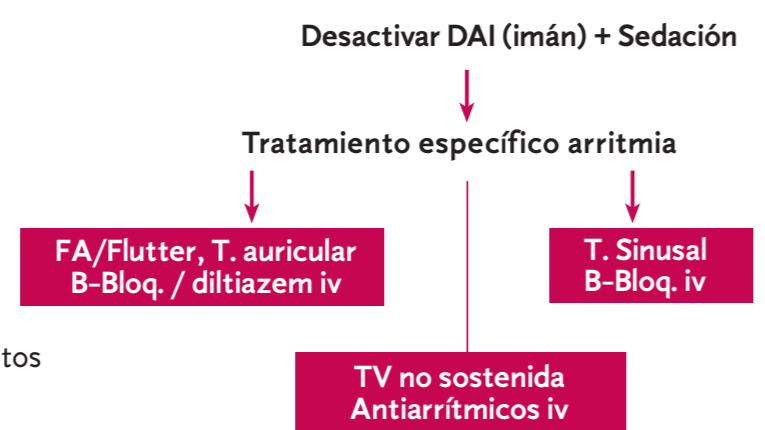 Desactivar DAI (imán) + Sedación
Tratamiento específico arritmia
FA/Flutter, T. auricular
B-Bloq. / diltiazem iv
T. Sinusal
B-Bloq. iv
tos
TV no sostenida
Antiarrítmicos iv